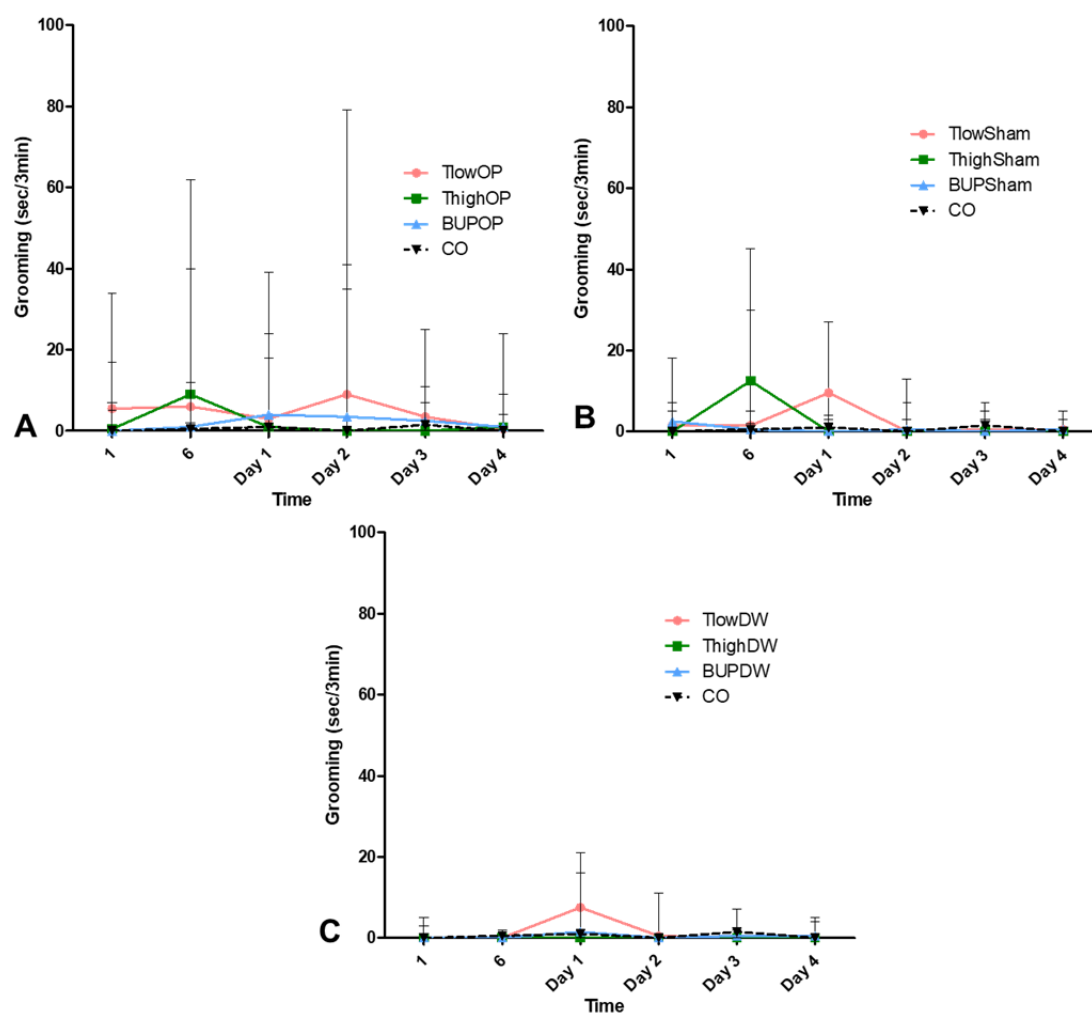 100
80
60
40
20
0
Grooming (sec/3min)
TlowOP
ThighOP
BUPOP
CO
A
1
6
Day 1
Day 2
Day 3
Day 4
Time
100
80
60
40
20
0
Grooming (sec/3min)
TlowSham
ThighSham
BUPSham
CO
B
1
6
Day 1
Day 2
Day 3
Day 4
Time
100
80
60
40
20
0
Grooming (sec/3min)
TlowDW
ThighDW
BUPDW
CO
C
1
6
Day 1
Day 2
Day 3
Day 4
Time